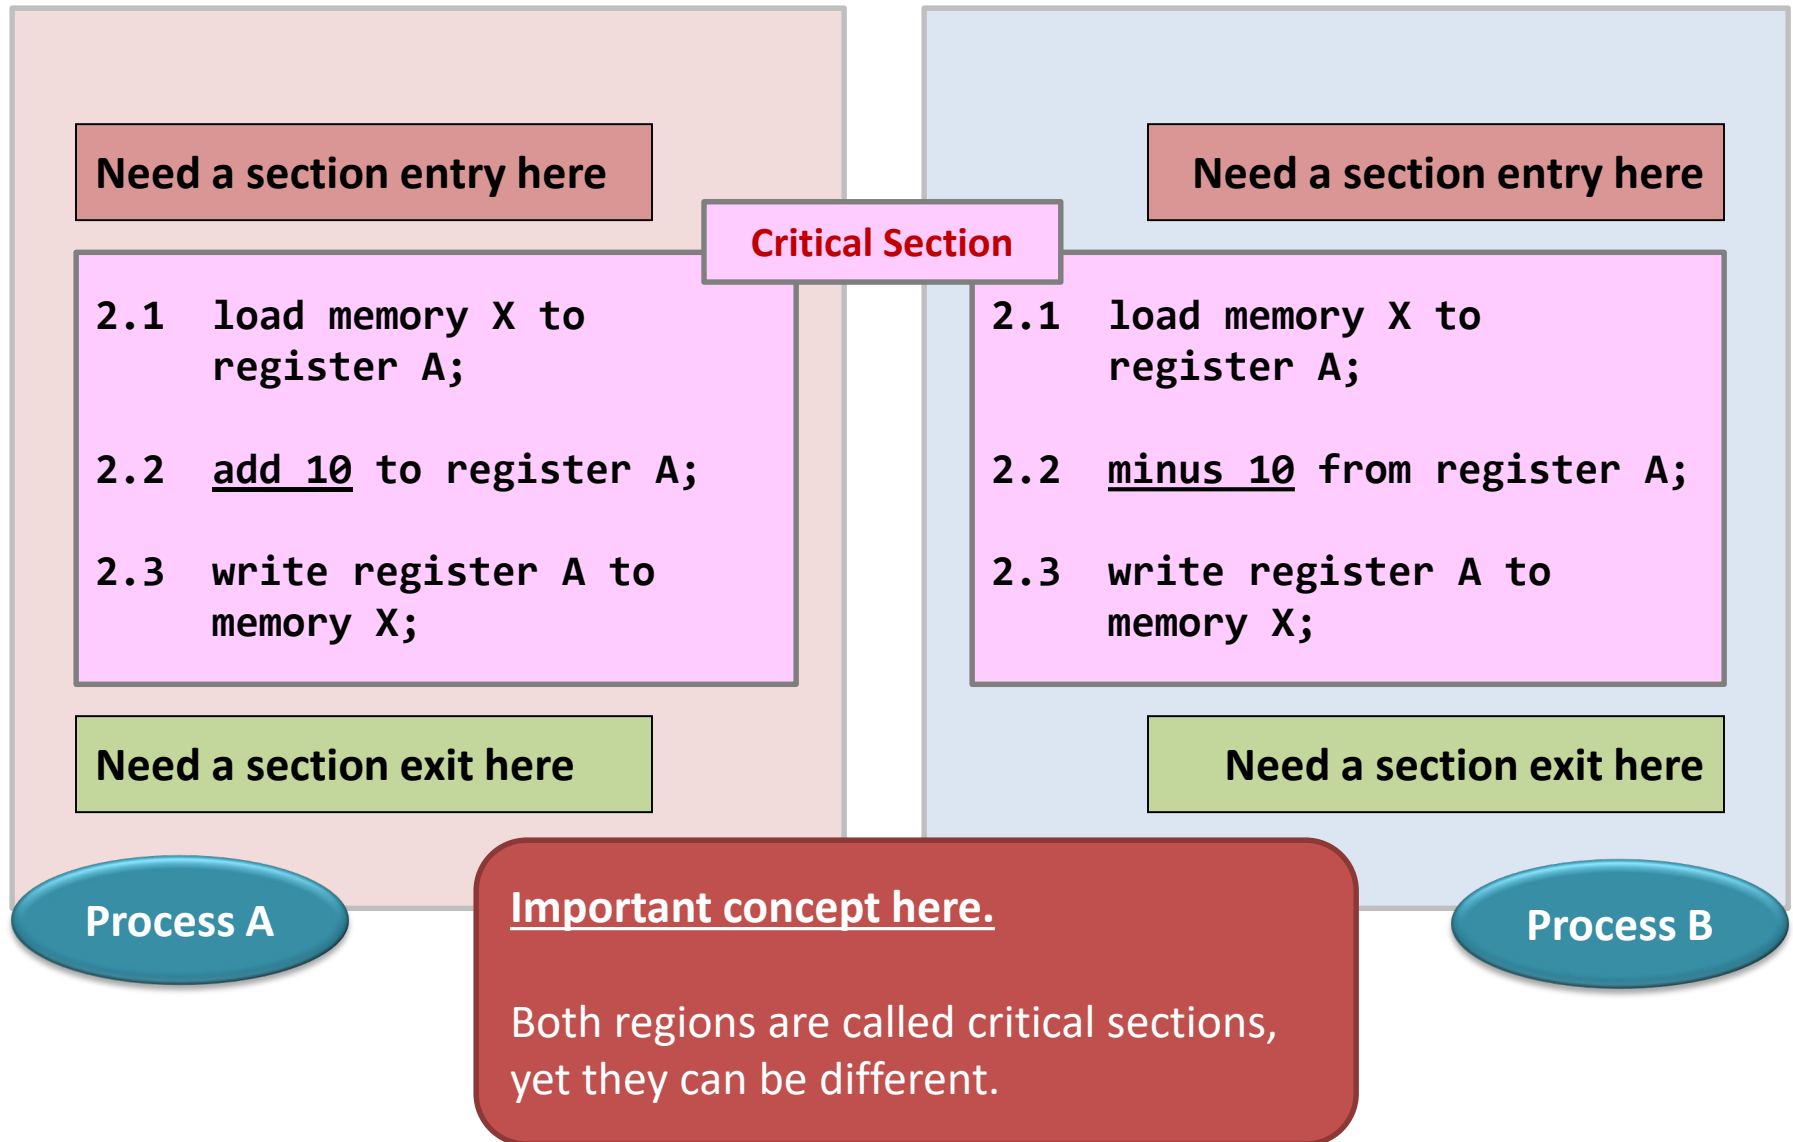 Need a section entry here
Need a section entry here
Critical Section
2.1 load memory X to
register A;
2.2 add 10 to register A;
2.3 write register A to
memory X;
2.1 load memory X to
register A;
2.2 minus 10 from register A;
2.3 write register A to
memory X;
Need a section exit here
Need a section exit here
Process A
Important concept here.
Both regions are called critical sections,
yet they can be different.
Process B